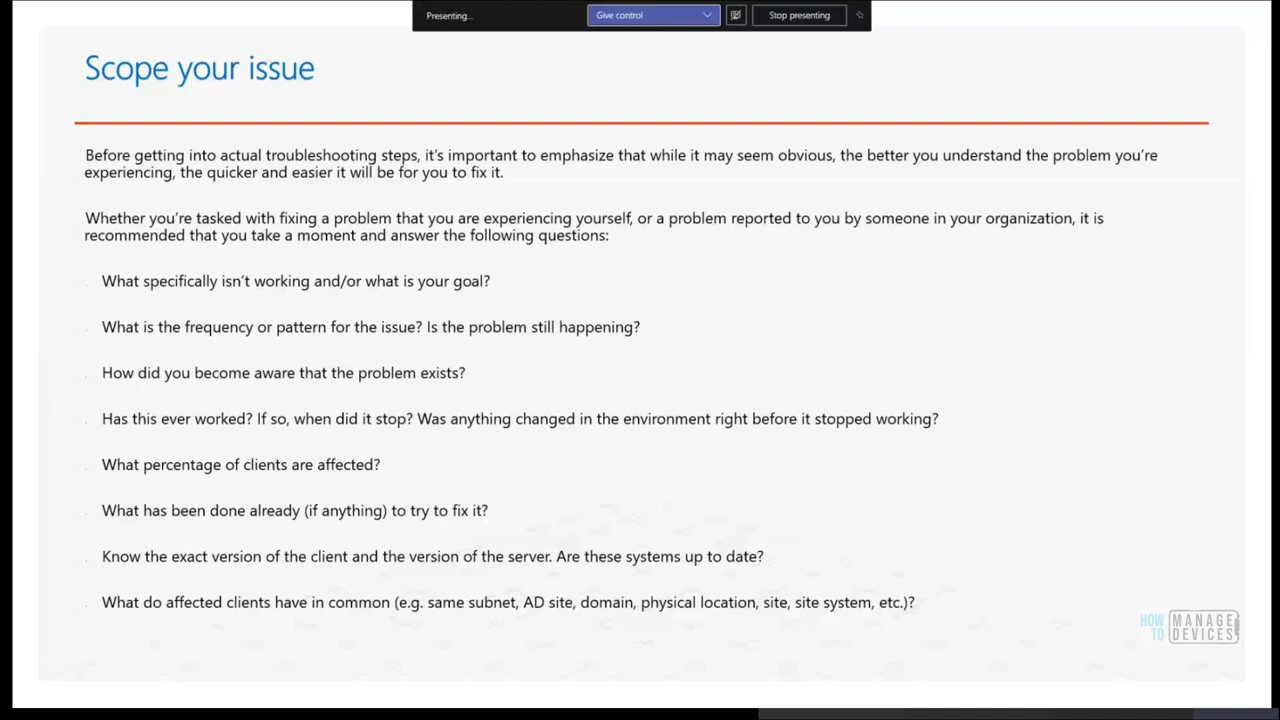 Presenting...
Give control
Stop presenting
Scope your issue
Before getting into actual troubleshooting steps, it's important to emphasize that while it may seem obvious, the better you understand the problem you're
experiencing, the quicker and easier it will be for you to fix it.
Whether you're tasked with fixing a problem that you are experiencing yourself, or a problem reported to you by someone in your organization, it is
recommended that you take a moment and answer the following questions:
What specifically isn't working and/or what is your goal?
What is the frequency or pattern for the issue? Is the problem still happening?
How did you become aware that the problem exists?
Has this ever worked? If so, when did it stop? Was anything changed in the environment right before it stopped working?
What percentage of clients are affected?
What has been done already (if anything) to try to fix it?
Know the exact version of the client and the version of the server. Are these systems up to date?
What do affected clients have in common (e.g. same subnet, AD site, domain, physical location, site, site system, etc.)?
HOW TO MANAGE DEVICES